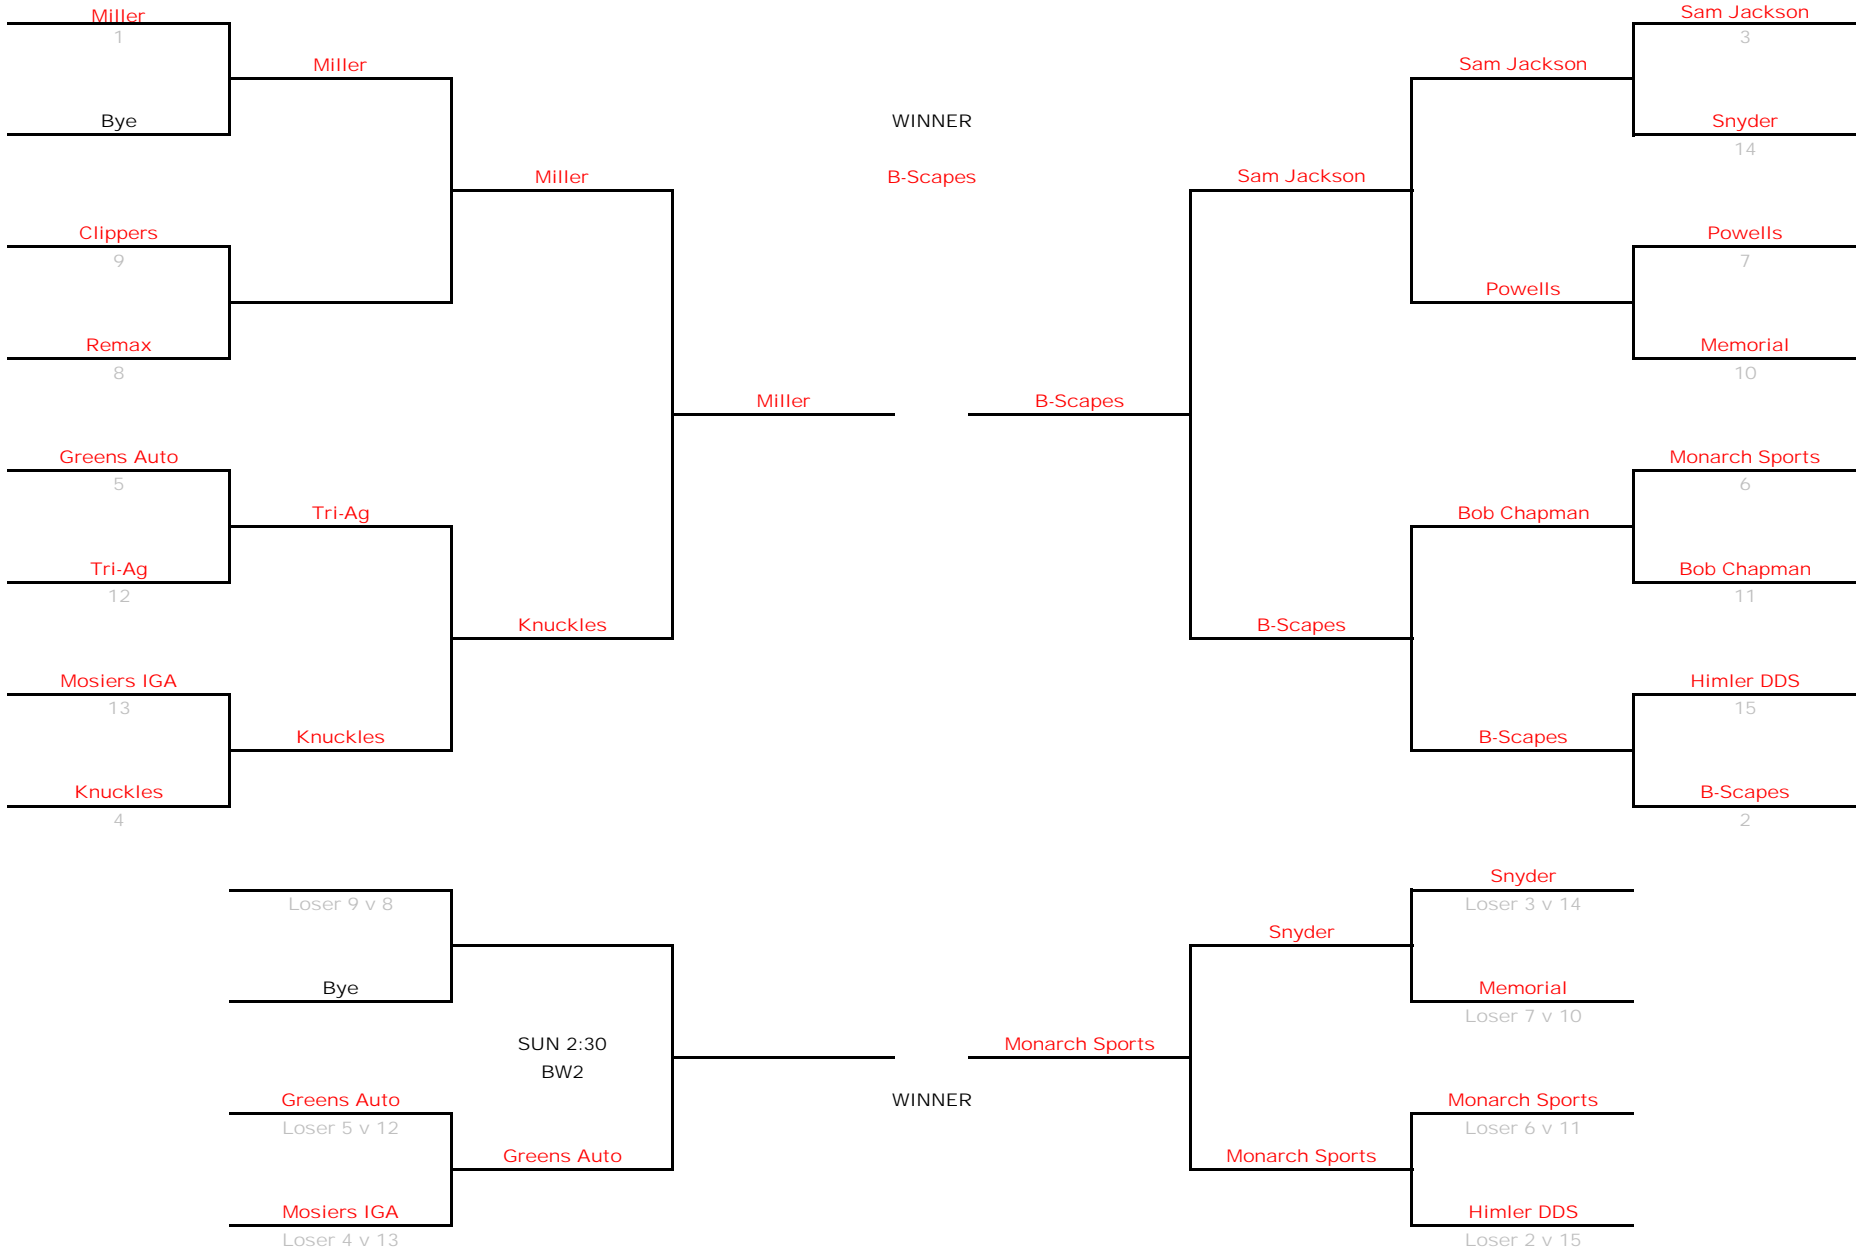 Miller
Sam Jackson
1
3
Miller
Sam Jackson
Bye
WINNER
Snyder
14
Miller
B-Scapes
Sam Jackson
Clippers
Powells
9
7
Powells
Remax
Memorial
8
10
Miller
B-Scapes
Greens Auto
Monarch Sports
5
6
Tri-Ag
Bob Chapman
Tri-Ag
Bob Chapman
12
11
Knuckles
B-Scapes
Mosiers IGA
Himler DDS
13
15
Knuckles
B-Scapes
Knuckles
B-Scapes
4
2
Snyder
Loser 9 v 8
Loser 3 v 14
Snyder
Bye
Memorial
Loser 7 v 10
SUN 2:30
Monarch Sports
BW2
Greens Auto
WINNER
Monarch Sports
Loser 5 v 12
Loser 6 v 11
Greens Auto
Monarch Sports
Mosiers IGA
Himler DDS
Loser 4 v 13
Loser 2 v 15